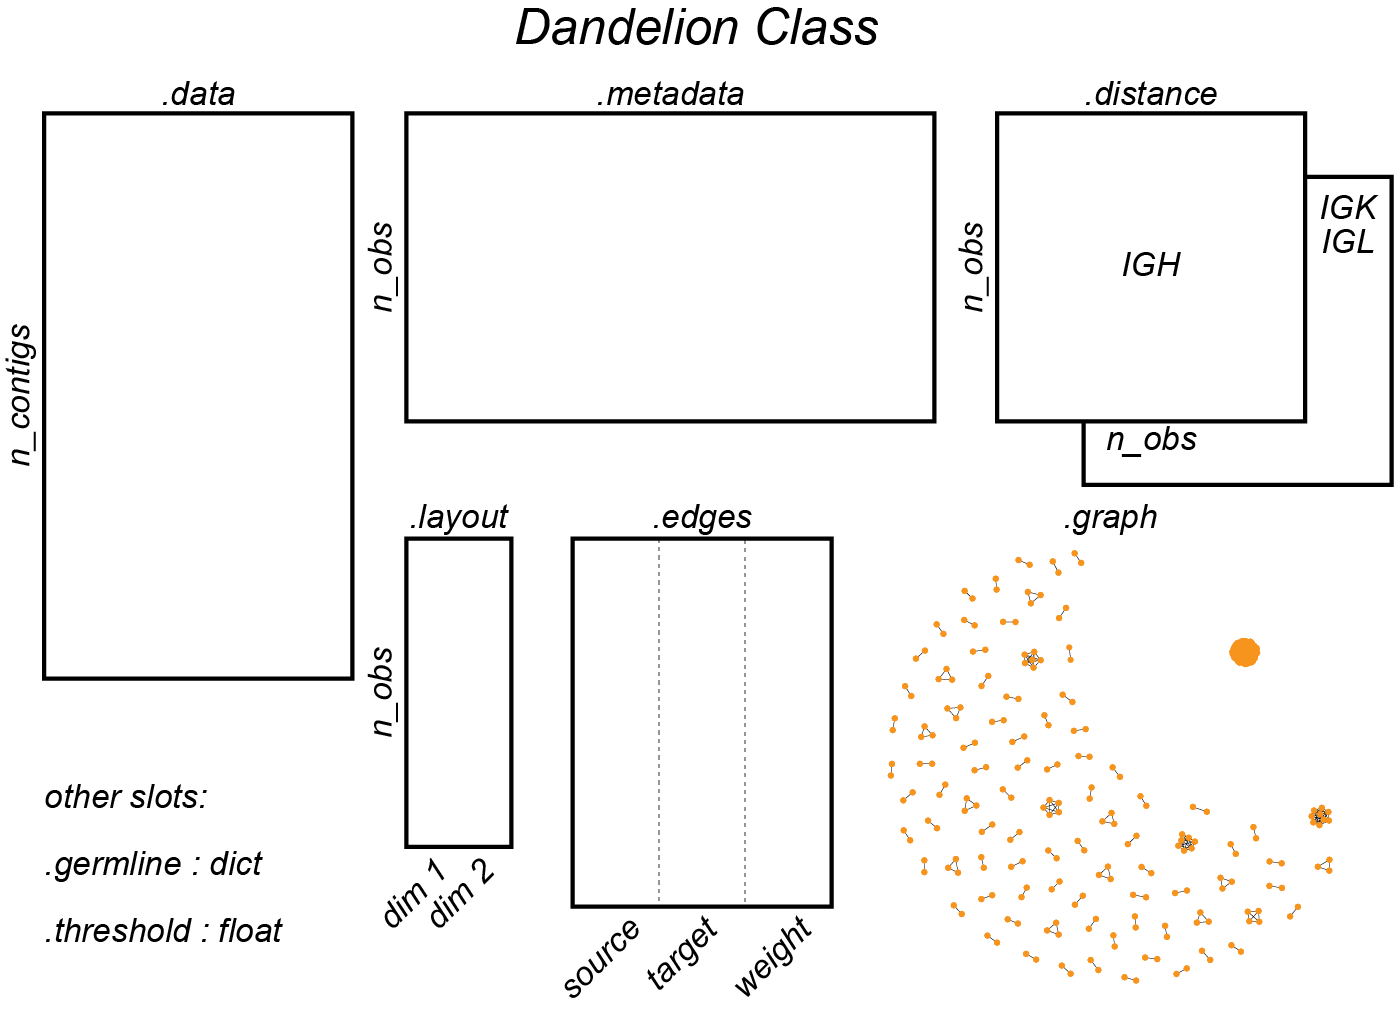 Dandelion Class
.data
.metadata
.distance
n_contigs
n_obs
n_obs
IGH
IGK
IGL
n_obs
.layout
.edges
.graph
n_obs
dim 1
dim 2
source
target
weight
other slots:
.germline : dict
.threshold : float